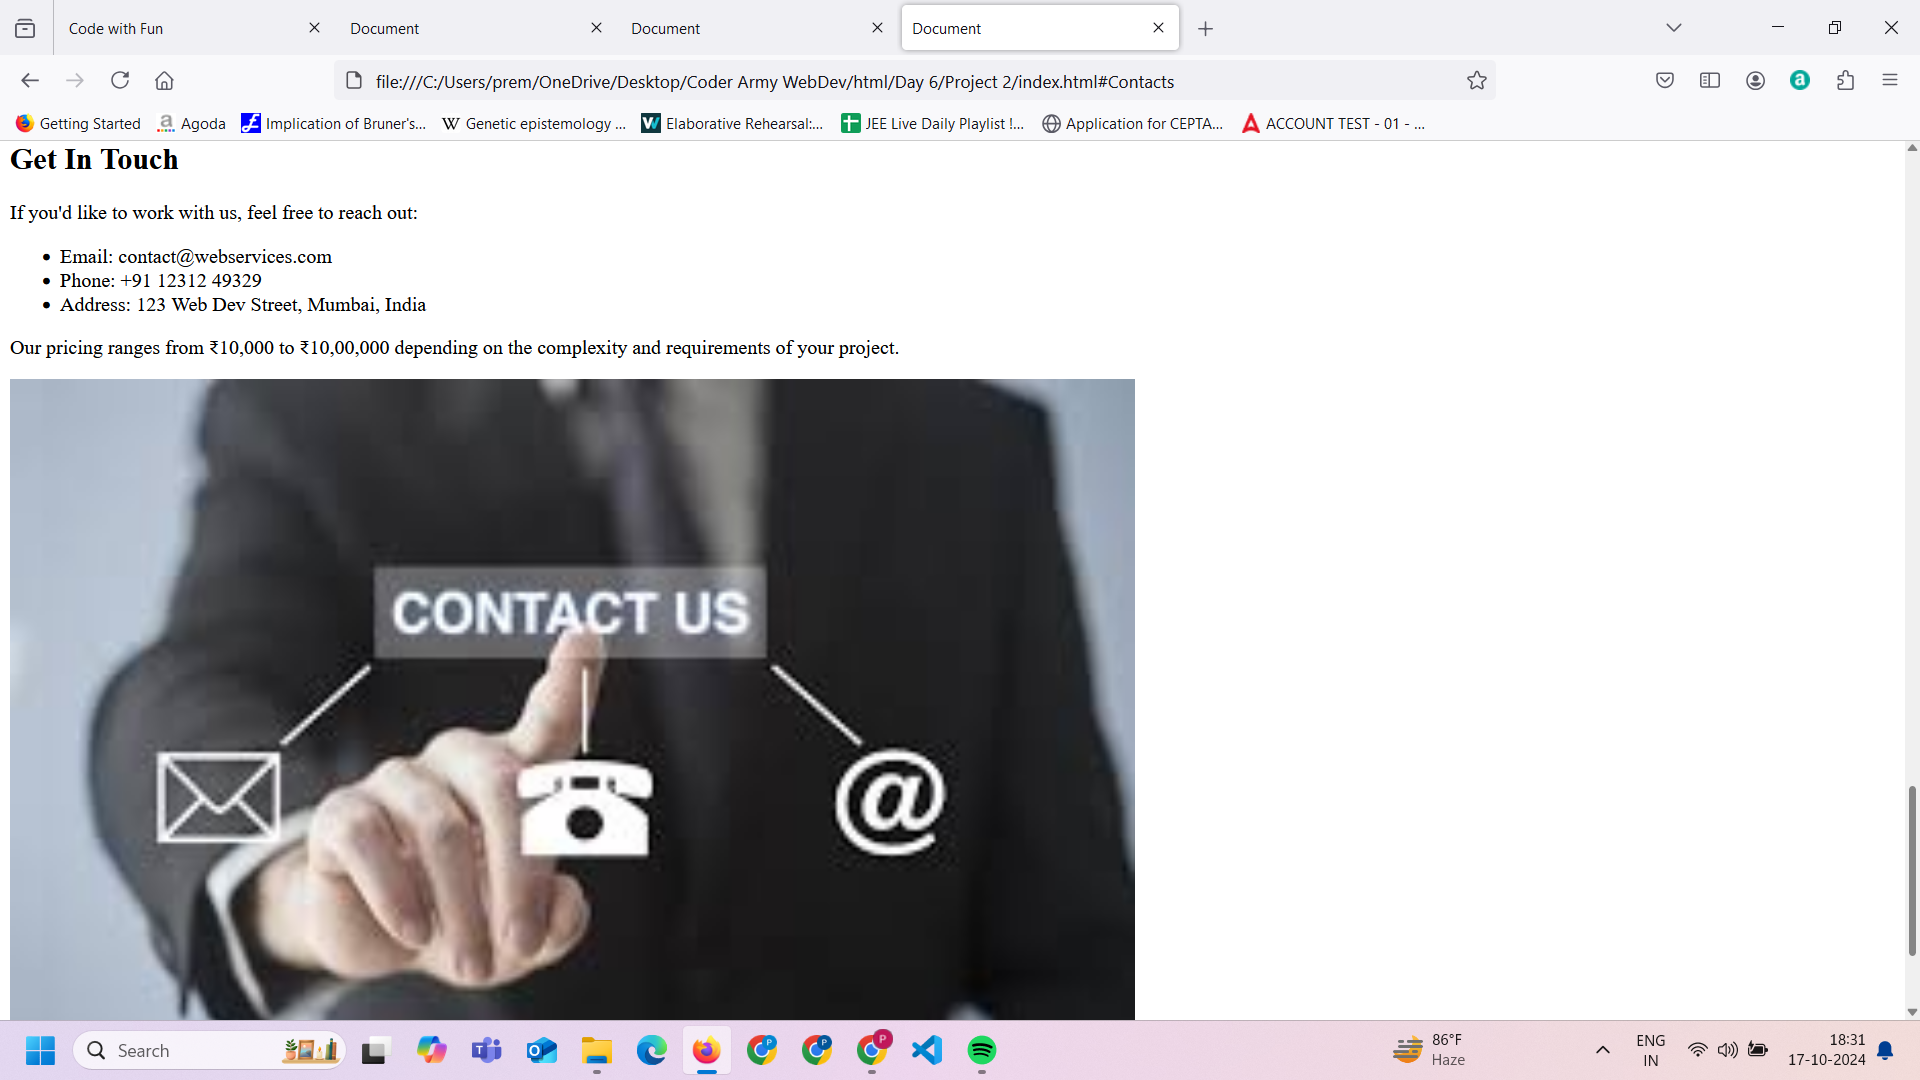 Code with Fun
Document
Document
Document
file:///C:/Users/prem/OneDrive/Desktop/Coder Army WebDev/html/Day 6/Project 2/index.html#Contacts
Getting Started
Agoda
Implication of Bruner's...
Genetic epistemology ...
Elaborative Rehearsal:...
JEE Live Daily Playlist !...
Application for CEPTA...
ACCOUNT TEST - 01 - ...
Get In Touch
If you'd like to work with us, feel free to reach out:
Email: contact@webservices.com
Phone: +91 12312 49329
Address: 123 Web Dev Street, Mumbai, India
Our pricing ranges from ₹10,000 to ₹10,00,000 depending on the complexity and requirements of your project.
CONTACT US
@
Search
P
P
P
86°F
Haze
ENG
IN
18:31
17-10-2024